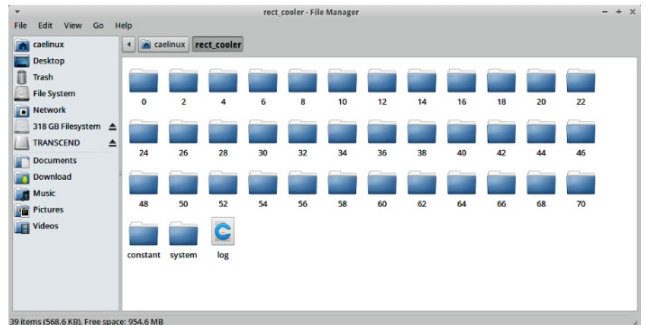 rect_cooler - File Manager
File Edit View Go Help
caelinux
Desktop
Trash
File System
Network
318 GB Filesystem
TRANSCEND
Documents
Download
Music
Pictures
Videos
caelinux rect_cooler
0 2 4 6 8 10 12 14 16 18 20 22
24 26 28 30 32 34 36 38 40 42 44 46
48 50 52 54 56 58 60 62 64 66 68 70
constant system log
39 items (568.6 KB), Free space: 954.6 MB